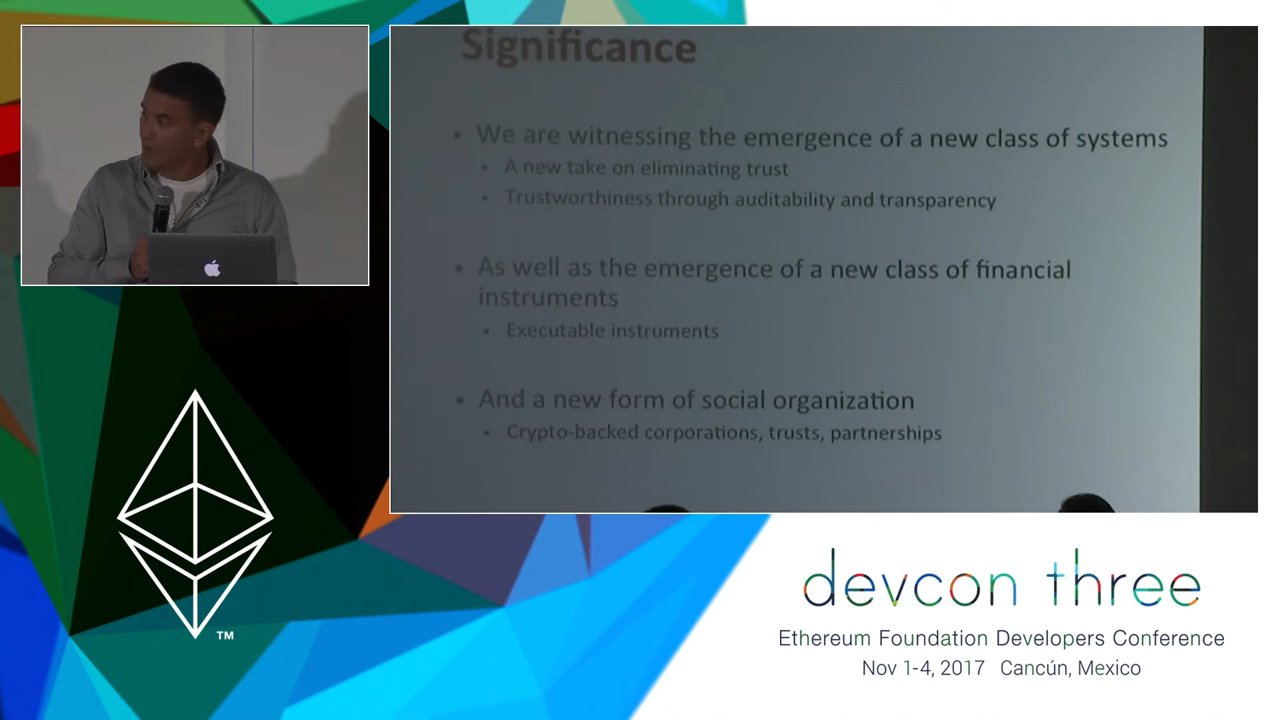 Significance
• We are witnessing the emergence of a new class of systems
• A new take on eliminating trust
• Trustworthiness through auditability and transparency
• As well as the emergence of a new class of financial
instruments
• Executable instruments
• And a new form of social organization
• Crypto-backed corporations, trusts, partnerships
TM
devcon three
Ethereum Foundation Developers Conference
Nov 1-4, 2017 Cancún, Mexico